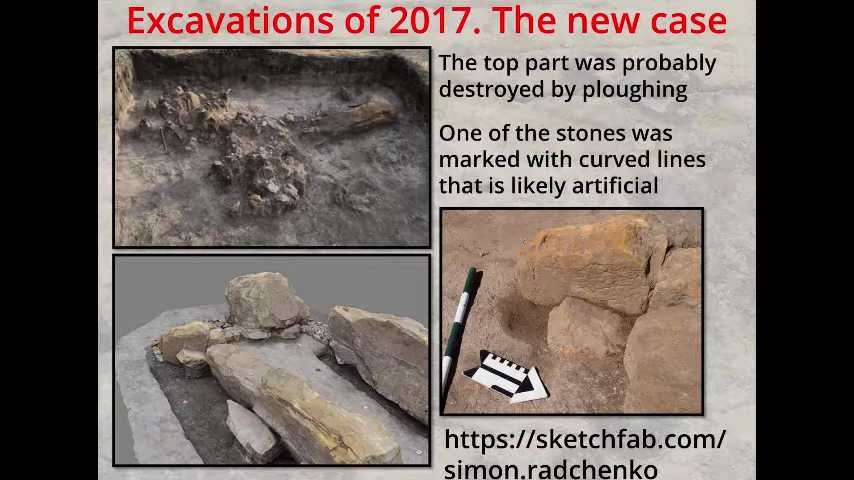 Excavations of 2017. The new case
The top part was probably
destroyed by ploughing
One of the stones was
marked with curved lines
that is likely artificial
https://sketchfab.com/
simon.radchenko